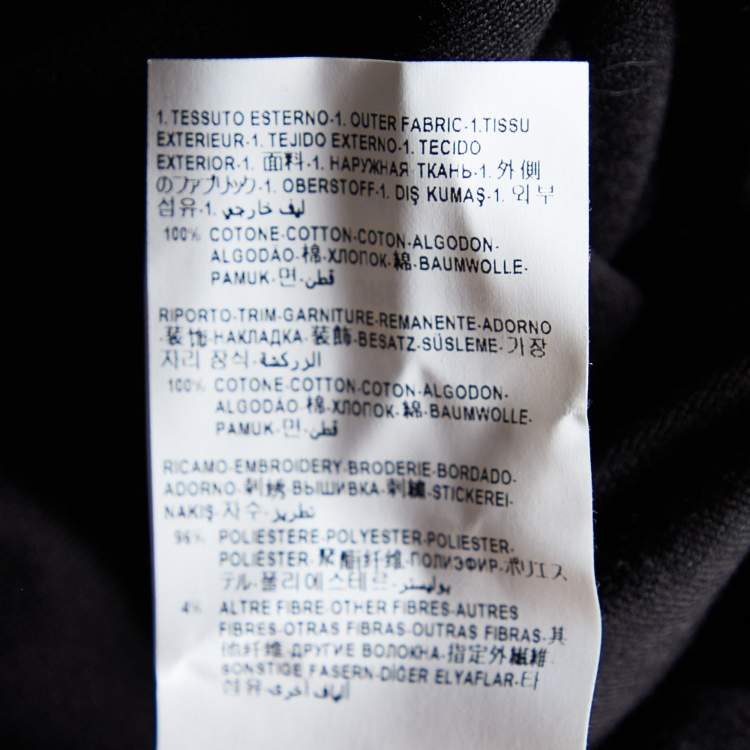 1. TESSUTO ESTERNO-1. OUTER FABRIC-1.TISSU
EXTERIEUR-1. TEJIDO EXTERNO-1. TECIDO
EXTERIOR-1. 面料-1. НАРУЖНАЯ ТКАНЬ-1. 外側
のファブリック-1. OBERSTOFF-1. DIŞ KUMAŞ-1. 외부
섬유-1. ليف خارجي
100% COTONE-COTTON-COTON-ALGODON-
ALGODÃO-棉-ХЛОПОК-綿-BAUMWOLLE-
PAMUK-면-قطن
RIPORTO-TRIM-GARNITURE-REMANENTE-ADORNO
-装饰-НАКЛАДКА-装飾-BESATZ-SÜSLEME-가장
자리 장식-الزركشة
100% COTONE-COTTON-COTON-ALGODON-
ALGODÃO-棉-ХЛОПОК-綿-BAUMWOLLE-
PAMUK-면-قطن
RICAMO-EMBROIDERY-BRODERIE-BORDADO-
ADORNO-刺绣-ВЫШИВКА-刺繍-STICKEREI-
NAKIŞ-자수-تطريز
96% POLIESTERE-POLYESTER-POLIESTER-
POLIÉSTER-聚酯纤维-ПОЛИЭФИР-ポリエス
テル-폴리에스테르-بوليستر
4% ALTRE FIBRE-OTHER FIBRES-AUTRES
FIBRES-OTRAS FIBRAS-OUTRAS FIBRAS-其
他纤维-ДРУГИЕ ВОЛОКНА-指定外繊維-
SONSTIGE FASERN-DİĞER ELYAFLAR-타
섬유-ألياف أخرى